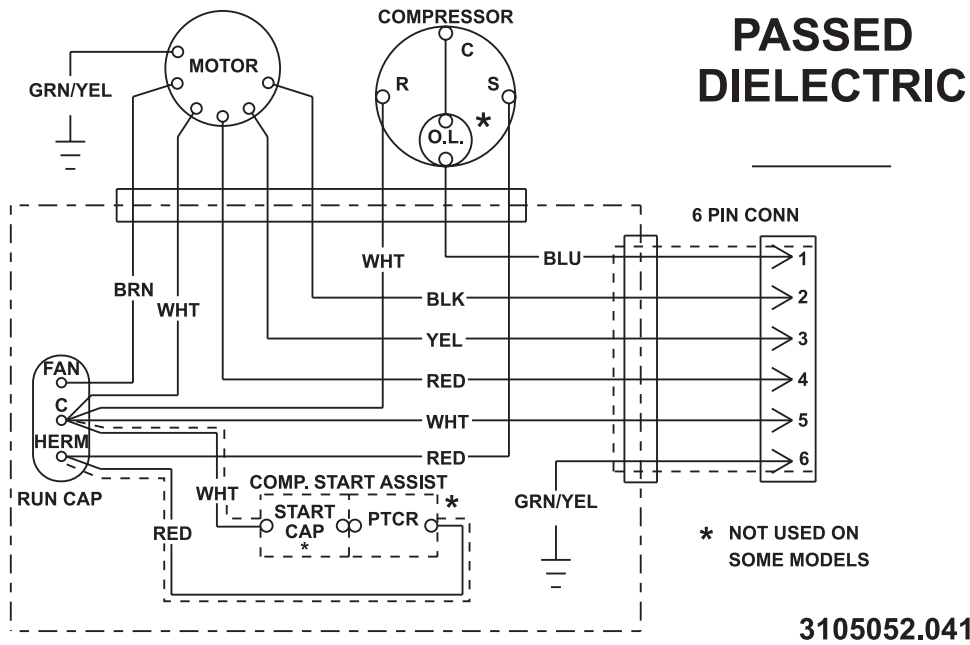 COMPRESSOR
PASSED
DIELECTRIC
MOTOR
GRN/YEL
C
R
S
O.L.
*
6 PIN CONN
WHT
BLU
1
BRN
WHT
BLK
2
YEL
3
FAN
RED
4
C
WHT
5
HERM
RED
6
RUN CAP
WHT
COMP. START ASSIST
*
GRN/YEL
START
CAP
*
PTCR
RED
* NOT USED ON
SOME MODELS
3105052.041